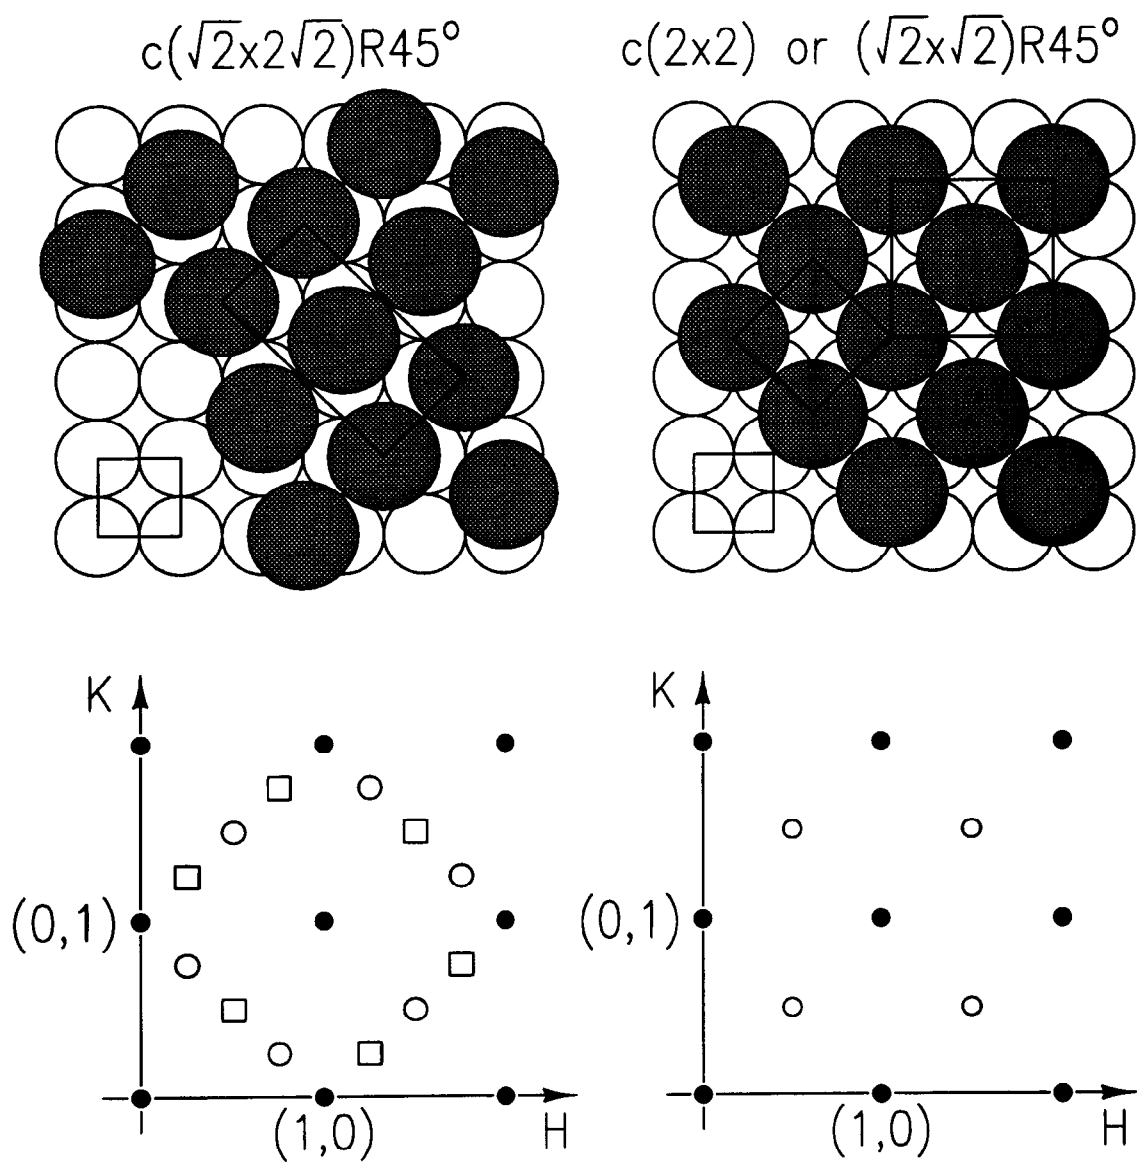 c(√2x2√2)R45° c(2x2) or (√2x√2)R45°
K K
(0,1) (0,1)
(1,0) H (1,0) H